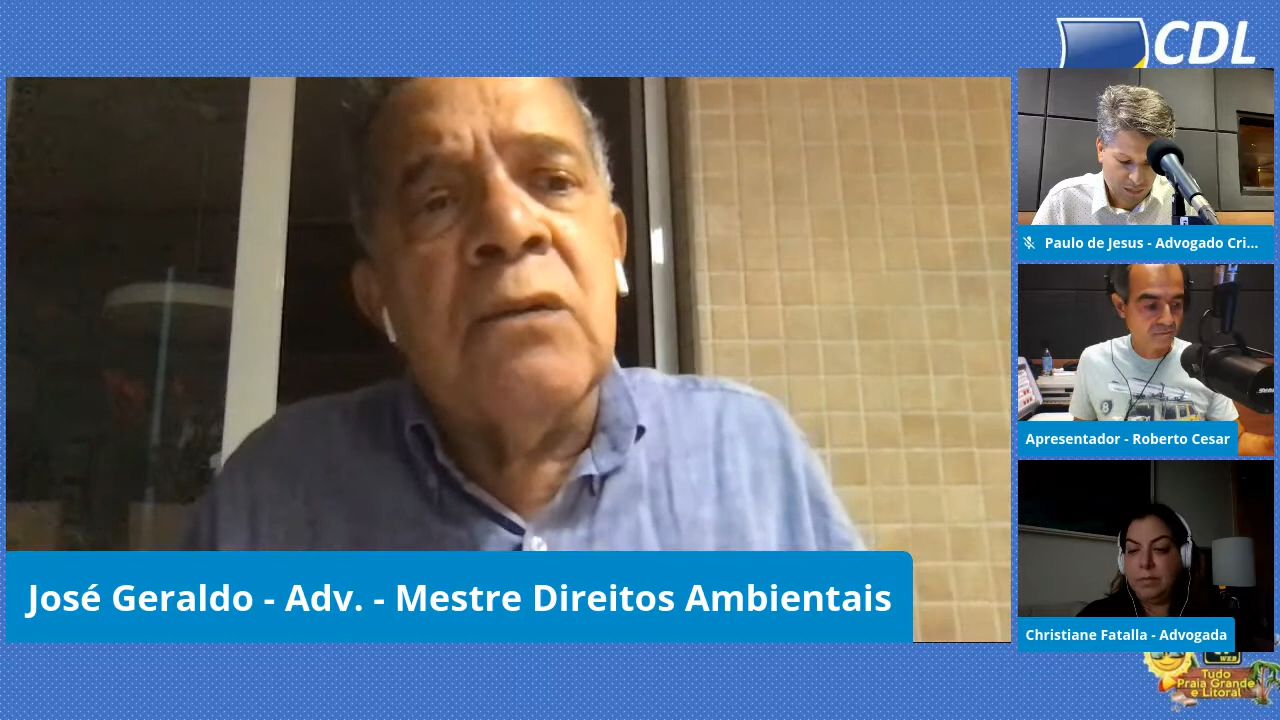 CDL
Paulo de Jesus - Advogado Cri...
Apresentador - Roberto Cesar
José Geraldo - Adv. - Mestre Direitos Ambientais
Christiane Fatalla - Advogada
WEB
Tudo
Praia Grande
e Litoral